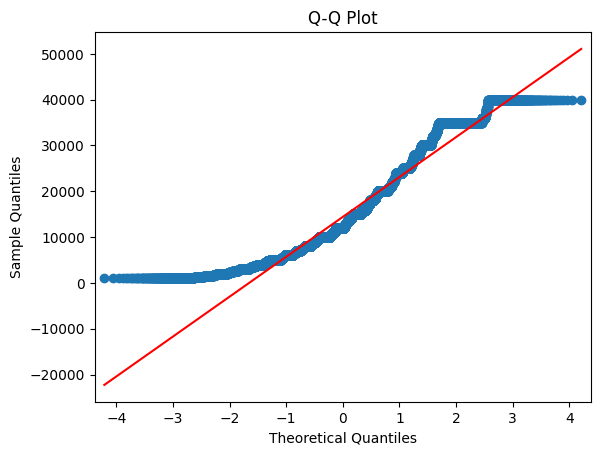 Q-Q Plot
50000
40000
30000
20000
10000
0
−10000
−20000
Sample Quantiles
−4 −3 −2 −1 0 1 2 3 4
Theoretical Quantiles